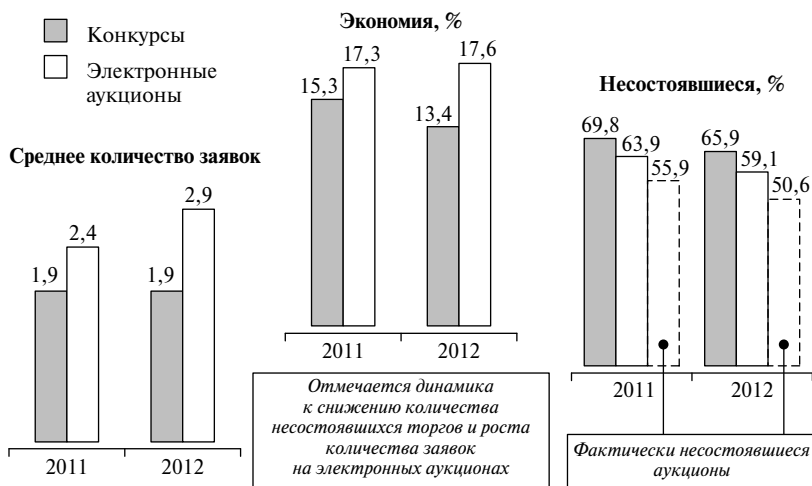 Конкурсы
Электронные
аукционы
Среднее количество заявок
1,9
2,4
1,9
2,9
2011
2012
Экономия, %
15,3
17,3
13,4
17,6
2011
2012
Отмечается динамика
к снижению количества
несостоявшихся торгов и роста
количества заявок
на электронных аукционах
Несостоявшиеся, %
69,8
63,9
55,9
65,9
59,1
50,6
2011
2012
Фактически несостоявшиеся
аукционы